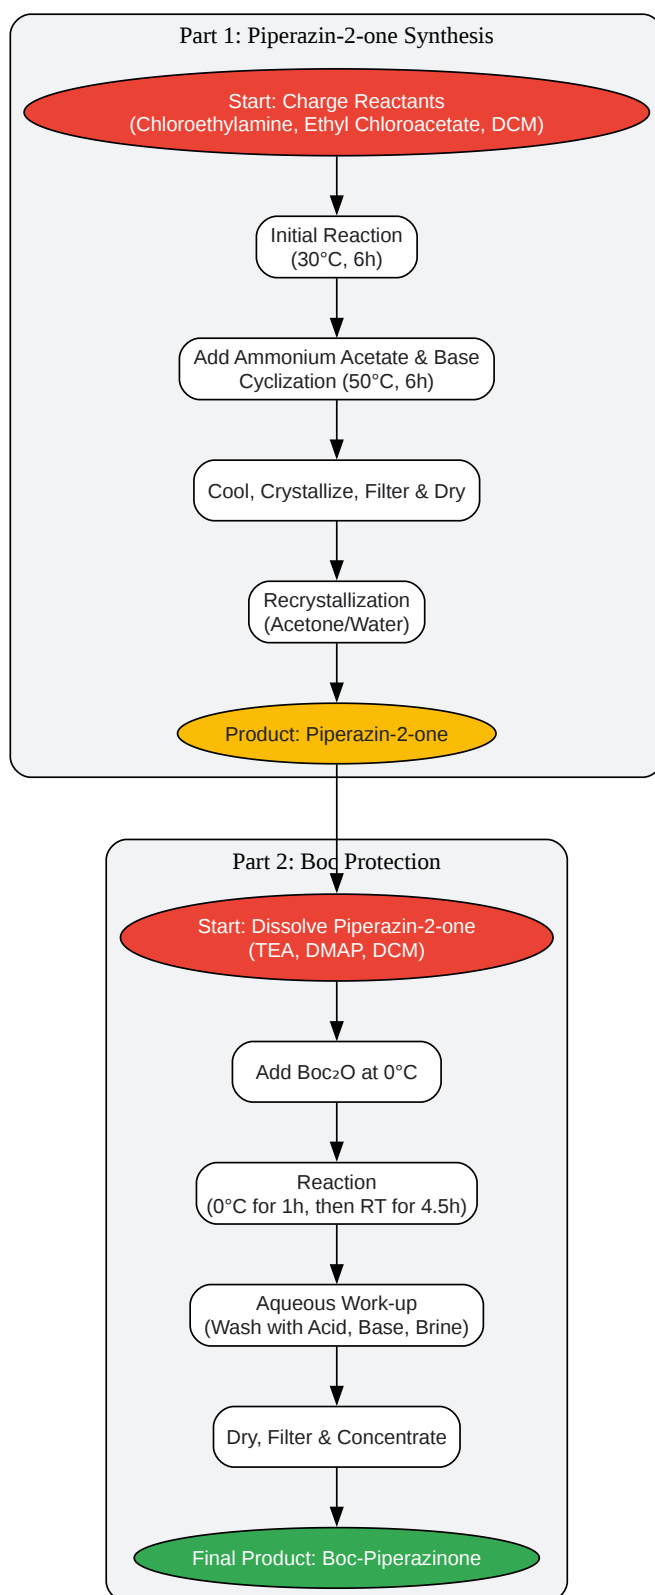 Part 1: Piperazin-2-one Synthesis
Start: Charge Reactants
(Chloroethylamine, Ethyl Chloroacetate, DCM)
Initial Reaction
(30°C, 6h)
Add Ammonium Acetate & Base
Cyclization (50°C, 6h)
Cool, Crystallize, Filter & Dry
Recrystallization
(Acetone/Water)
Product: Piperazin-2-one
Part 2: Boc Protection
Start: Dissolve Piperazin-2-one
(TEA, DMAP, DCM)
Add Boc₂O at 0°C
Reaction
(0°C for 1h, then RT for 4.5h)
Aqueous Work-up
(Wash with Acid, Base, Brine)
Dry, Filter & Concentrate
Final Product: Boc-Piperazinone